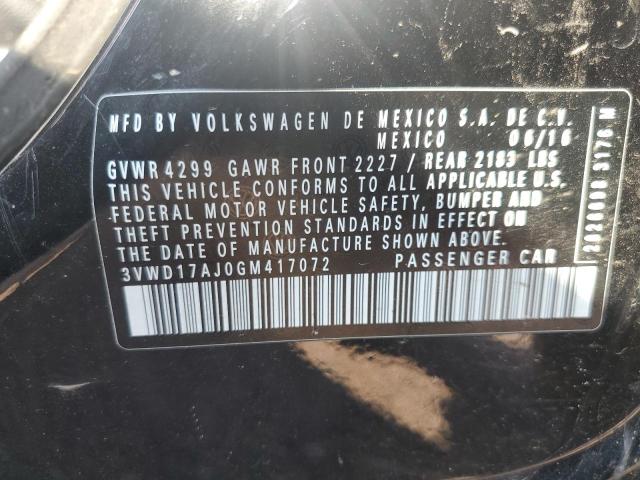 MFD BY VOLKSWAGEN DE MEXICO S.A. DE C.V.
MEXICO 06/16
GVWR 4299 GAWR FRONT 2227 / REAR 2183 LBS
THIS VEHICLE CONFORMS TO ALL APPLICABLE U.S.
FEDERAL MOTOR VEHICLE SAFETY, BUMPER AND
THEFT PREVENTION STANDARDS IN EFFECT ON
THE DATE OF MANUFACTURE SHOWN ABOVE.
3VWD17AJ0GM417072 PASSENGER CAR